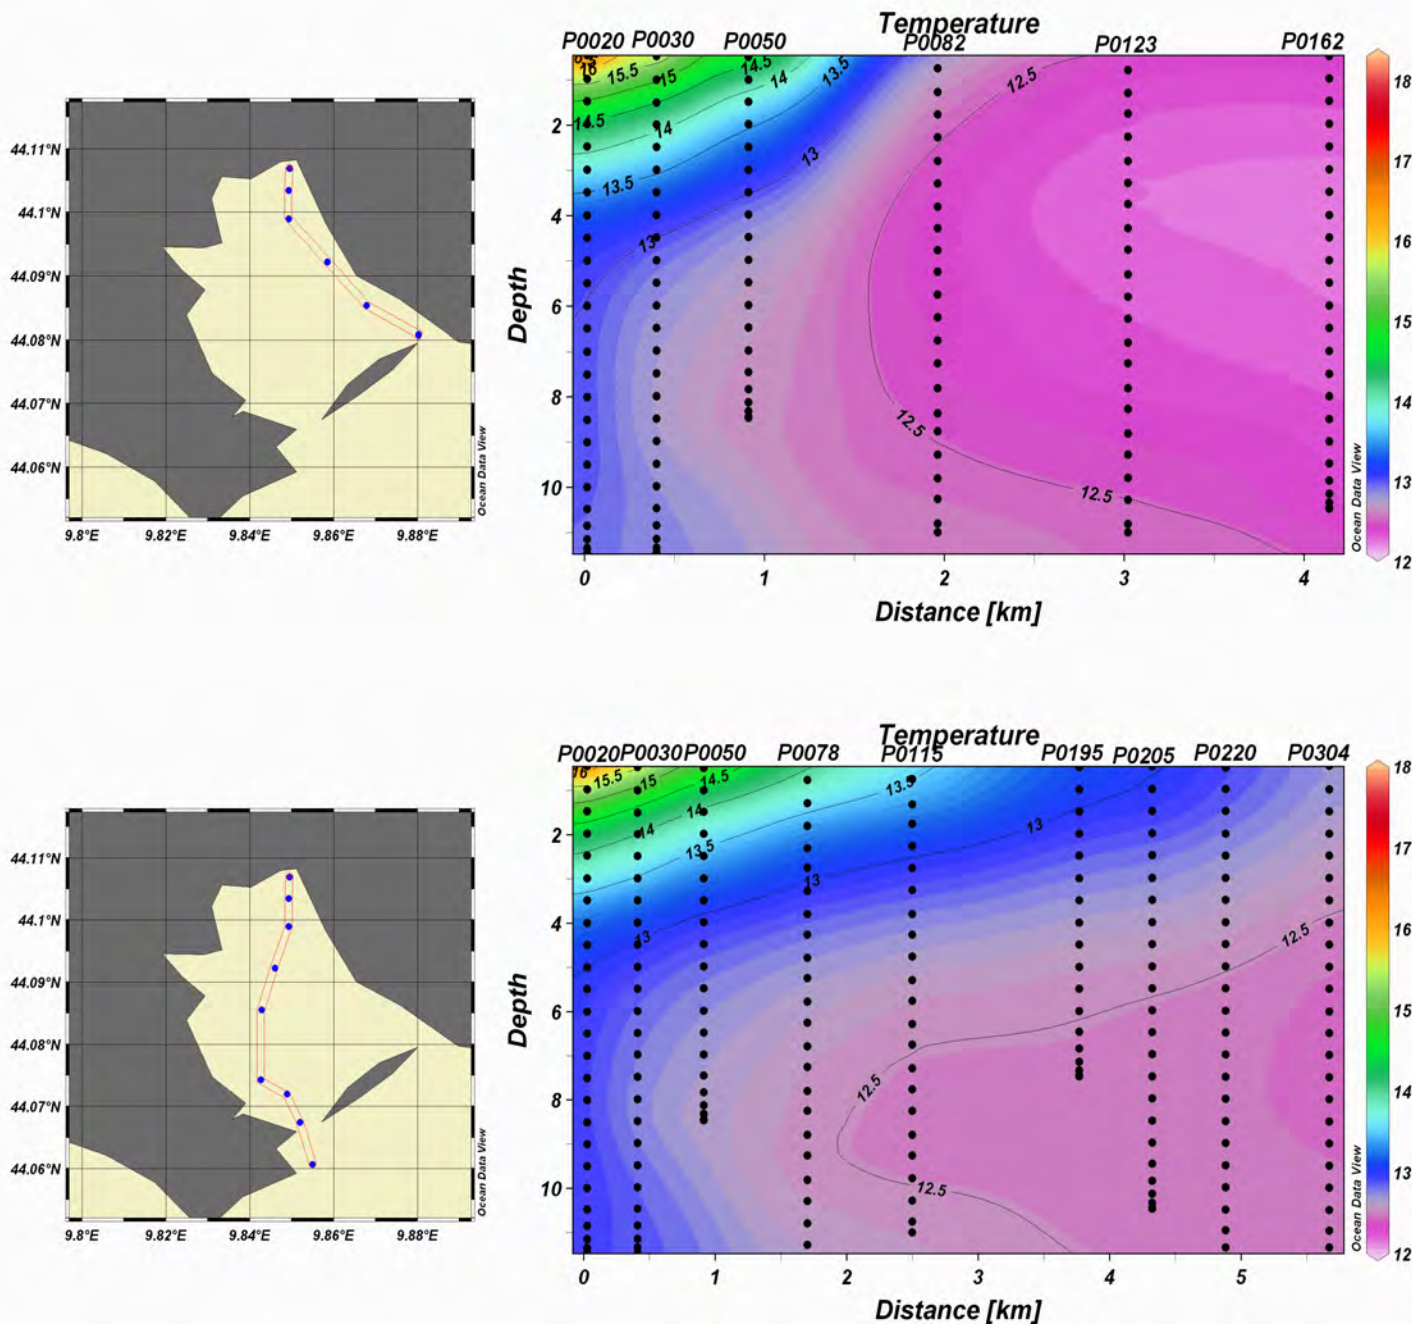 Temperature
P0020 P0030 P0050 P0082 P0123 P0162
16 15.5 15 14.5 14 13.5 12.5
14.5 14 13.5 13
13
12.5
12.5
Depth
2
4
6
8
10
0 1 2 3 4
Distance [km]
18
17
16
15
14
13
12
Ocean Data View
44.11°N
44.1°N
44.09°N
44.08°N
44.07°N
44.06°N
9.8°E 9.82°E 9.84°E 9.86°E 9.88°E
Ocean Data View
Temperature
P0020 P0030 P0050 P0078 P0115 P0195 P0205 P0220 P0304
16 15.5 15 14.5 13.5
14 13
14 13.5
13
13 12.5
12.5
12.5
Depth
2
4
6
8
10
0 1 2 3 4 5
Distance [km]
18
17
16
15
14
13
12
Ocean Data View
44.11°N
44.1°N
44.09°N
44.08°N
44.07°N
44.06°N
9.8°E 9.82°E 9.84°E 9.86°E 9.88°E
Ocean Data View